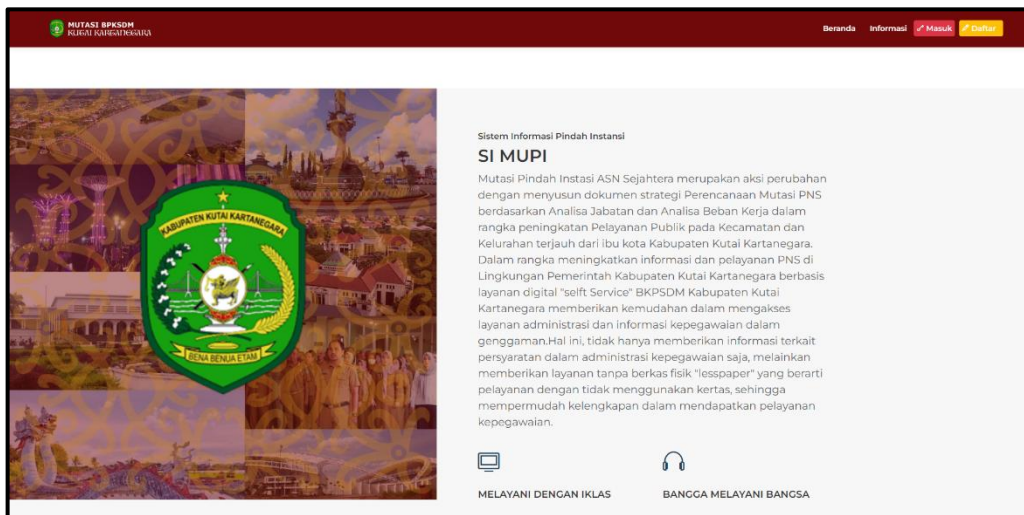 MUTASI BPKSDM
KUTAI KARTANEGARA
Beranda Informasi Masuk Daftar
KABUPATEN KUTAI KARTANEGARA
BENA BENUA ETAM
Sistem Informasi Pindah Instansi
SI MUPI
Mutasi Pindah Instasi ASN Sejahtera merupakan aksi perubahan
dengan menyusun dokumen strategi Perencanaan Mutasi PNS
berdasarkan Analisa Jabatan dan Analisa Beban Kerja dalam
rangka peningkatan Pelayanan Publik pada Kecamatan dan
Kelurahan terjauh dari ibu kota Kabupaten Kutai Kartanegara.
Dalam rangka meningkatkan informasi dan pelayanan PNS di
Lingkungan Pemerintah Kabupaten Kutai Kartanegara berbasis
layanan digital "selft Service" BKPSDM Kabupaten Kutai
Kartanegara memberikan kemudahan dalam mengakses
layanan administrasi dan informasi kepegawaian dalam
genggaman.Hal ini, tidak hanya memberikan informasi terkait
persyaratan dalam administrasi kepegawaian saja, melainkan
memberikan layanan tanpa berkas fisik "lesspaper" yang berarti
pelayanan dengan tidak menggunakan kertas, sehingga
mempermudah kelengkapan dalam mendapatkan pelayanan
kepegawaian.
MELAYANI DENGAN IKLAS
BANGGA MELAYANI BANGSA